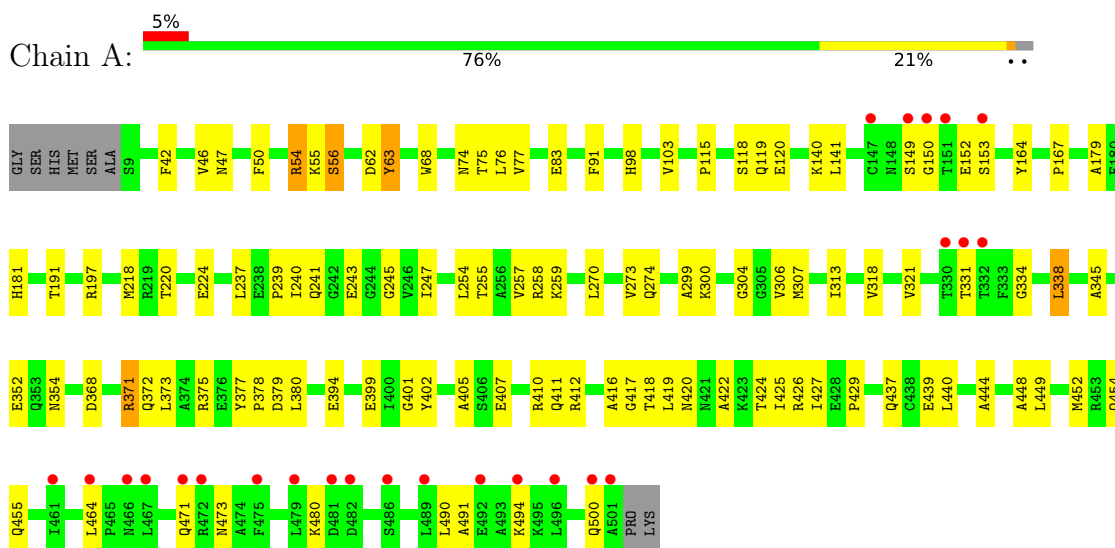 5%
Chain A:
76% 21% • •
GLY SER HIS MET SER ALA S9 F42 V46 N47 F50 R54 K55 S56 D62 Y63 W68 N74 T75 L76 V77 E83 F91 H98 V103 P115 S118 Q119 E120 K140 L141 C147 N148 S149 G150 T151 E152 S153 Y164 P167 A179 E180
H181 T191 R197 M218 R219 T220 E224 L237 E238 P239 I240 Q241 G242 E243 G244 G245 V246 I247 L254 T255 A256 V257 R258 K259 L270 V273 Q274 A299 K300 G304 G305 V306 M307 I313 V318 V321 T330 T331 T332 F333 G334 L338 A345
E352 Q353 N354 D368 R371 Q372 L373 A374 R375 E376 Y377 P378 D379 L380 E394 E399 I400 G401 Y402 A405 S406 E407 R410 Q411 R412 A416 G417 T418 L419 N420 N421 A422 K423 T424 I425 R426 I427 E428 P429 Q437 C438 E439 L440 A444 A448 L449 M452 R453
Q455 I461 L464 P465 N466 L467 Q471 R472 N473 A474 F475 L479 K480 D481 D482 S486 L489 L490 A491 E492 A493 K494 K495 L496 Q500 A501 PRO LYS